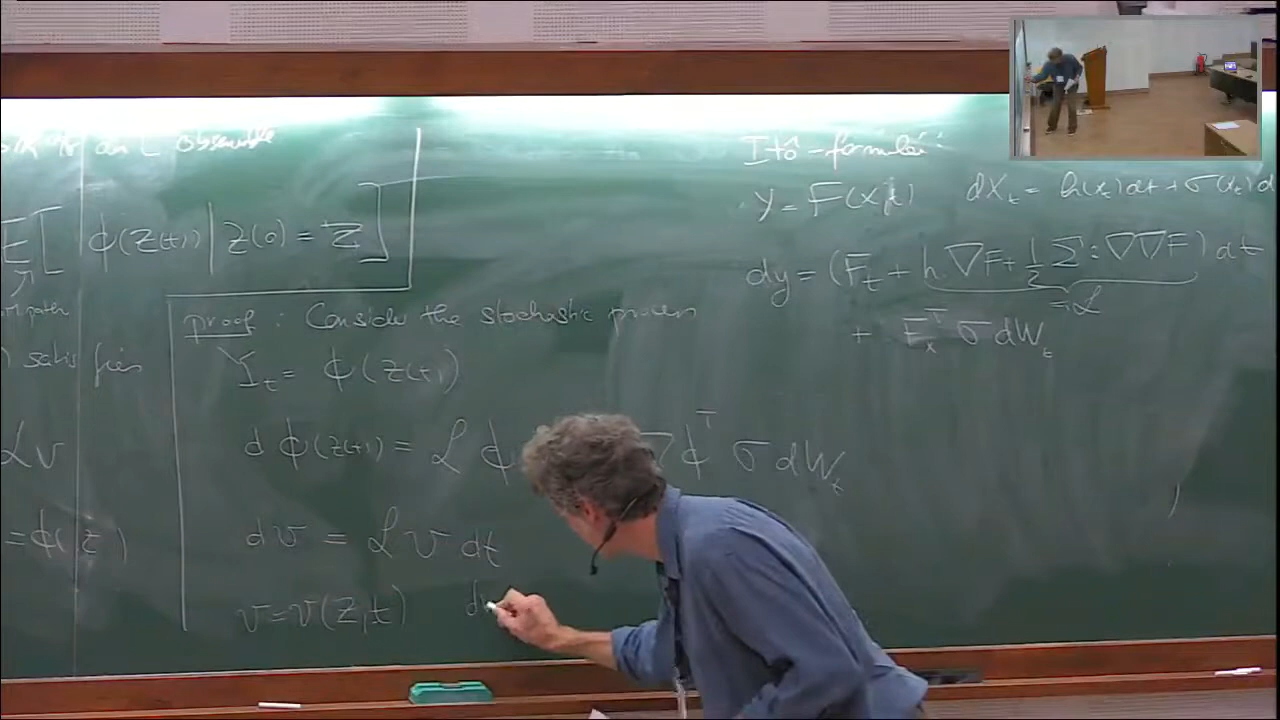 an L observable
E[ ϕ(Z(t)) | Z(0) = Z ]
path
) satisfies
ℒv
= ϕ(z)
proof : Consider the stochastic process
Y_t = ϕ(Z(t))
dϕ(Z(t)) = ℒ ϕ ∇ϕ^T σ dW_t
dv = ℒ v dt
v = v(Z,t) d
Itô-formula:
y = F(x,t) dX_t = h(x_t)dt + σ(x_t)d
dy = (F_t + h ∇F + 1/2 Σ : ∇∇F) dt
= ℒ
+ F_x^T σ dW_t